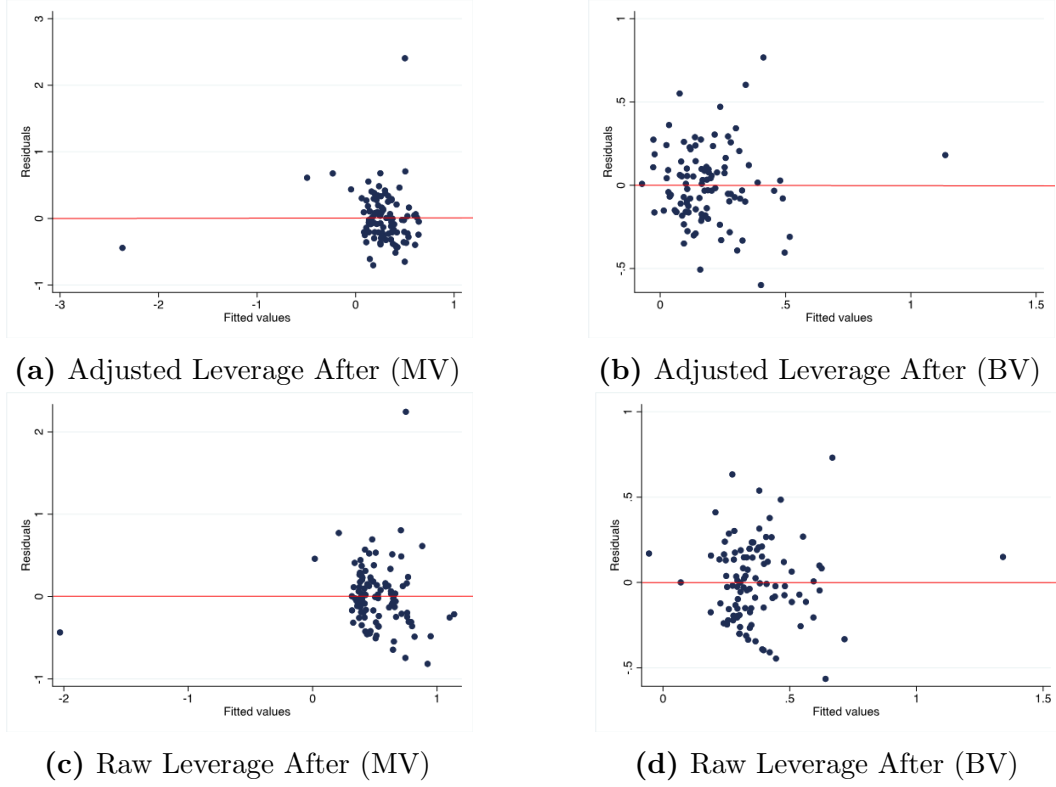 3
2
1
0
-1
Residuals
-3 -2 -1 0 1
Fitted values
1
.5
0
-.5
Residuals
0 .5 1 1.5
Fitted values
(a) Adjusted Leverage After (MV)
(b) Adjusted Leverage After (BV)
2
1
0
-1
Residuals
-2 -1 0 1
Fitted values
1
.5
0
-.5
Residuals
0 .5 1 1.5
Fitted values
(c) Raw Leverage After (MV)
(d) Raw Leverage After (BV)